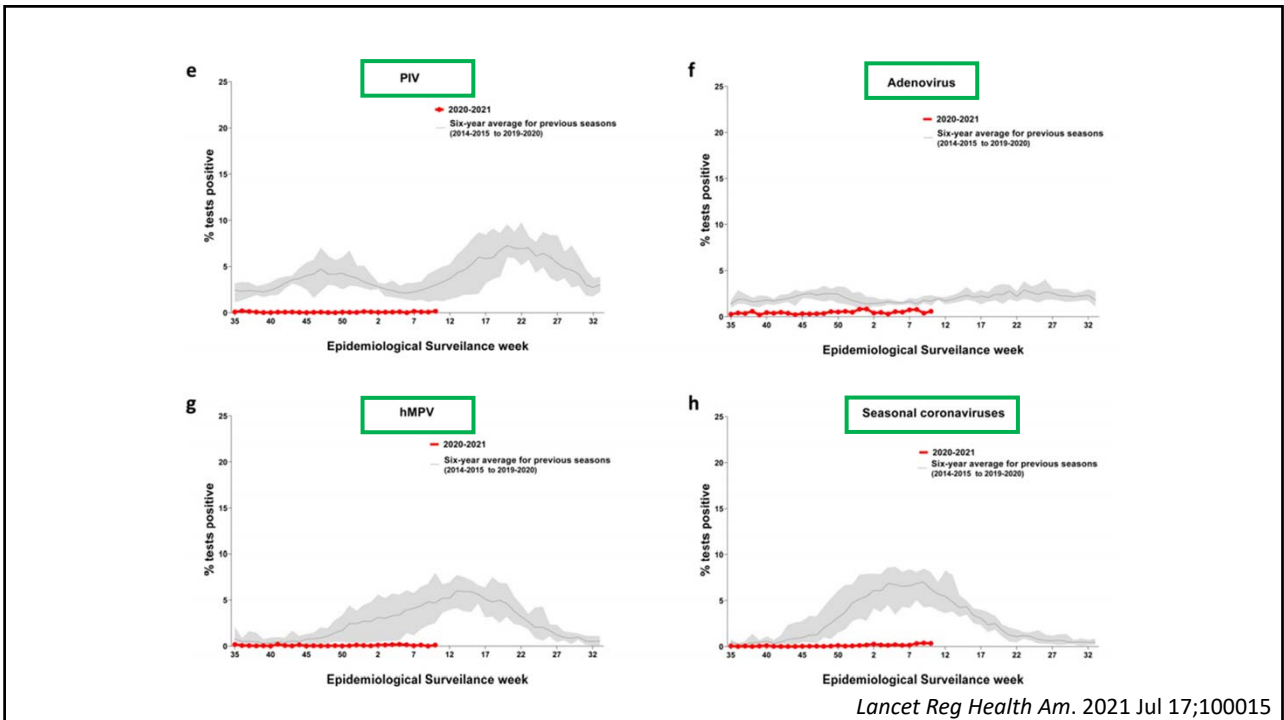 e
PIV
25
20
15
10
5
0
% tests positive
2020-2021
Six-year average for previous seasons
(2014-2015 to 2019-2020)
35 40 45 50 2 7 12 17 22 27 32
Epidemiological Surveilance week
f
Adenovirus
25
20
15
10
5
0
% tests positive
2020-2021
Six-year average for previous seasons
(2014-2015 to 2019-2020)
35 40 45 50 2 7 12 17 22 27 32
Epidemiological Surveilance week
g
hMPV
25
20
15
10
5
0
% tests positive
2020-2021
Six-year average for previous seasons
(2014-2015 to 2019-2020)
35 40 45 50 2 7 12 17 22 27 32
Epidemiological Surveilance week
h
Seasonal coronaviruses
25
20
15
10
5
0
% tests positive
2020-2021
Six-year average for previous seasons
(2014-2015 to 2019-2020)
35 40 45 50 2 7 12 17 22 27 32
Epidemiological Surveilance week
Lancet Reg Health Am. 2021 Jul 17;100015